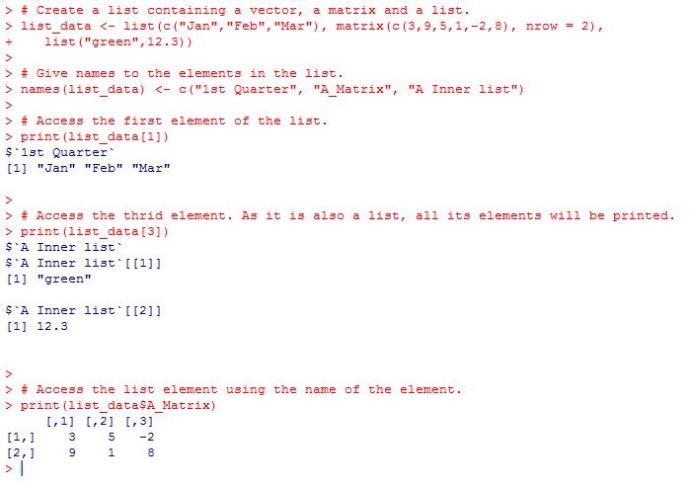 > # Create a list containing a vector, a matrix and a list.
> list_data <- list(c("Jan","Feb","Mar"), matrix(c(3,9,5,1,-2,8), nrow = 2),
+    list("green",12.3))
>
> # Give names to the elements in the list.
> names(list_data) <- c("1st Quarter", "A_Matrix", "A Inner list")
>
> # Access the first element of the list.
> print(list_data[1])
$`1st Quarter`
[1] "Jan" "Feb" "Mar"

>
> # Access the thrid element. As it is also a list, all its elements will be printed.
> print(list_data[3])
$`A Inner list`
$`A Inner list`[[1]]
[1] "green"

$`A Inner list`[[2]]
[1] 12.3


>
> # Access the list element using the name of the element.
> print(list_data$A_Matrix)
     [,1] [,2] [,3]
[1,]    3    5   -2
[2,]    9    1    8
>